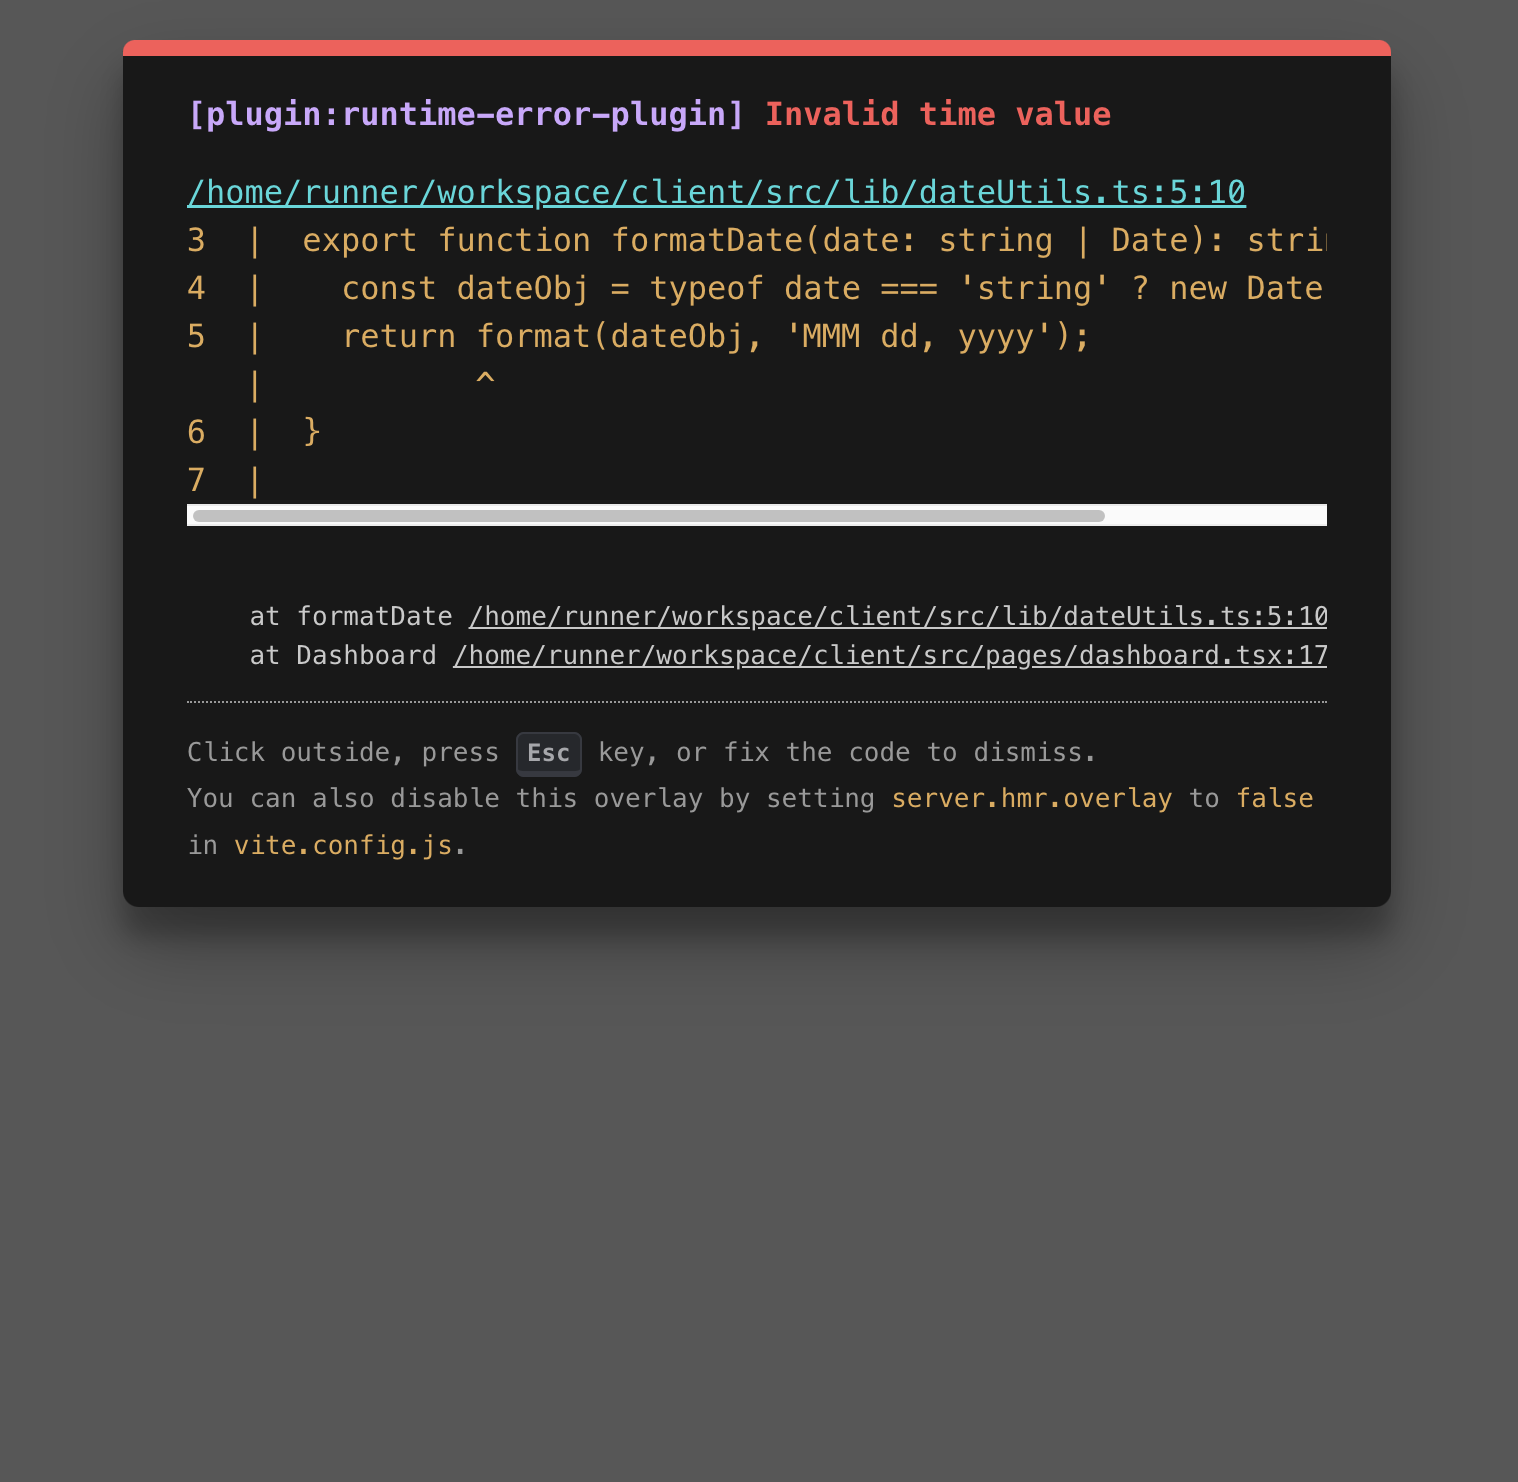 [plugin:runtime-error-plugin] Invalid time value
/home/runner/workspace/client/src/lib/dateUtils.ts:5:10
3  |  export function formatDate(date: string | Date): stri
4  |    const dateObj = typeof date === 'string' ? new Date
5  |    return format(dateObj, 'MMM dd, yyyy');
   |           ^
6  |  }
7  |
at formatDate /home/runner/workspace/client/src/lib/dateUtils.ts:5:10
at Dashboard /home/runner/workspace/client/src/pages/dashboard.tsx:17
Click outside, press Esc key, or fix the code to dismiss.
You can also disable this overlay by setting server.hmr.overlay to false
in vite.config.js.